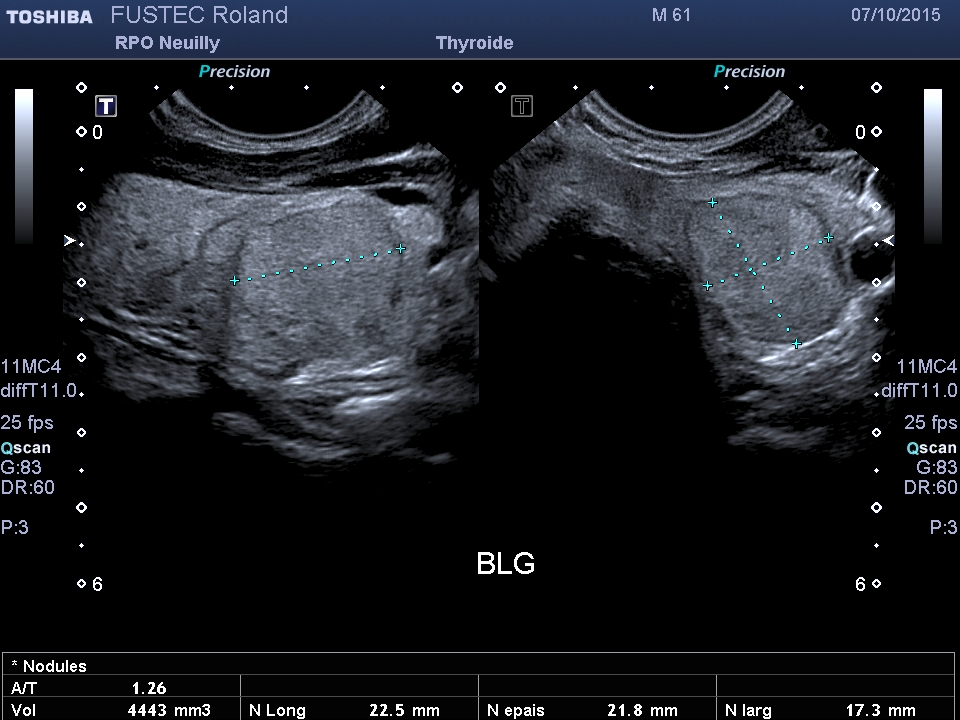 TOSHIBA FUSTEC Roland M 61 07/10/2015
RPO Neuilly Thyroide
Precision Precision
T T
0 0
11MC4 11MC4
diffT11.0 diffT11.0
25 fps 25 fps
Qscan Qscan
G:83 G:83
DR:60 DR:60
P:3 P:3
BLG
6 6
* Nodules
A/T 1.26
Vol 4443 mm3 N Long 22.5 mm N epais 21.8 mm N larg 17.3 mm